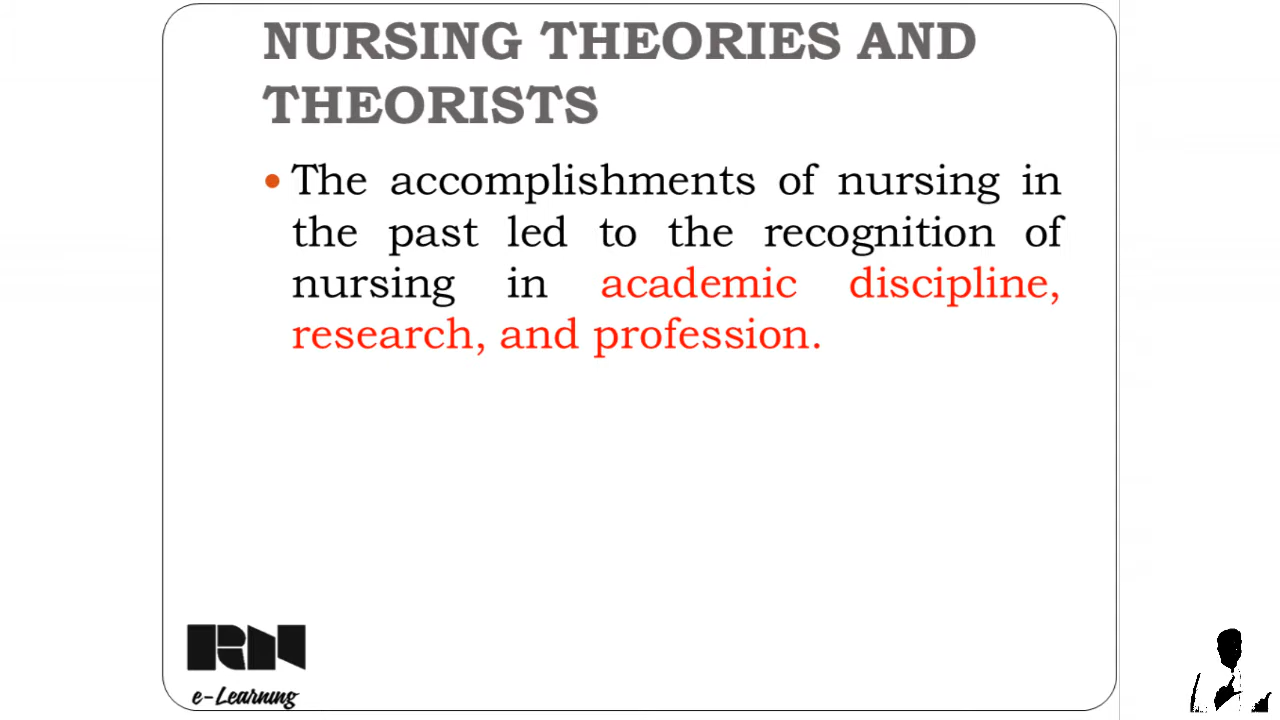 NURSING THEORIES AND
THEORISTS
• The accomplishments of nursing in
the past led to the recognition of
nursing in academic discipline,
research, and profession.
RN
e-Learning